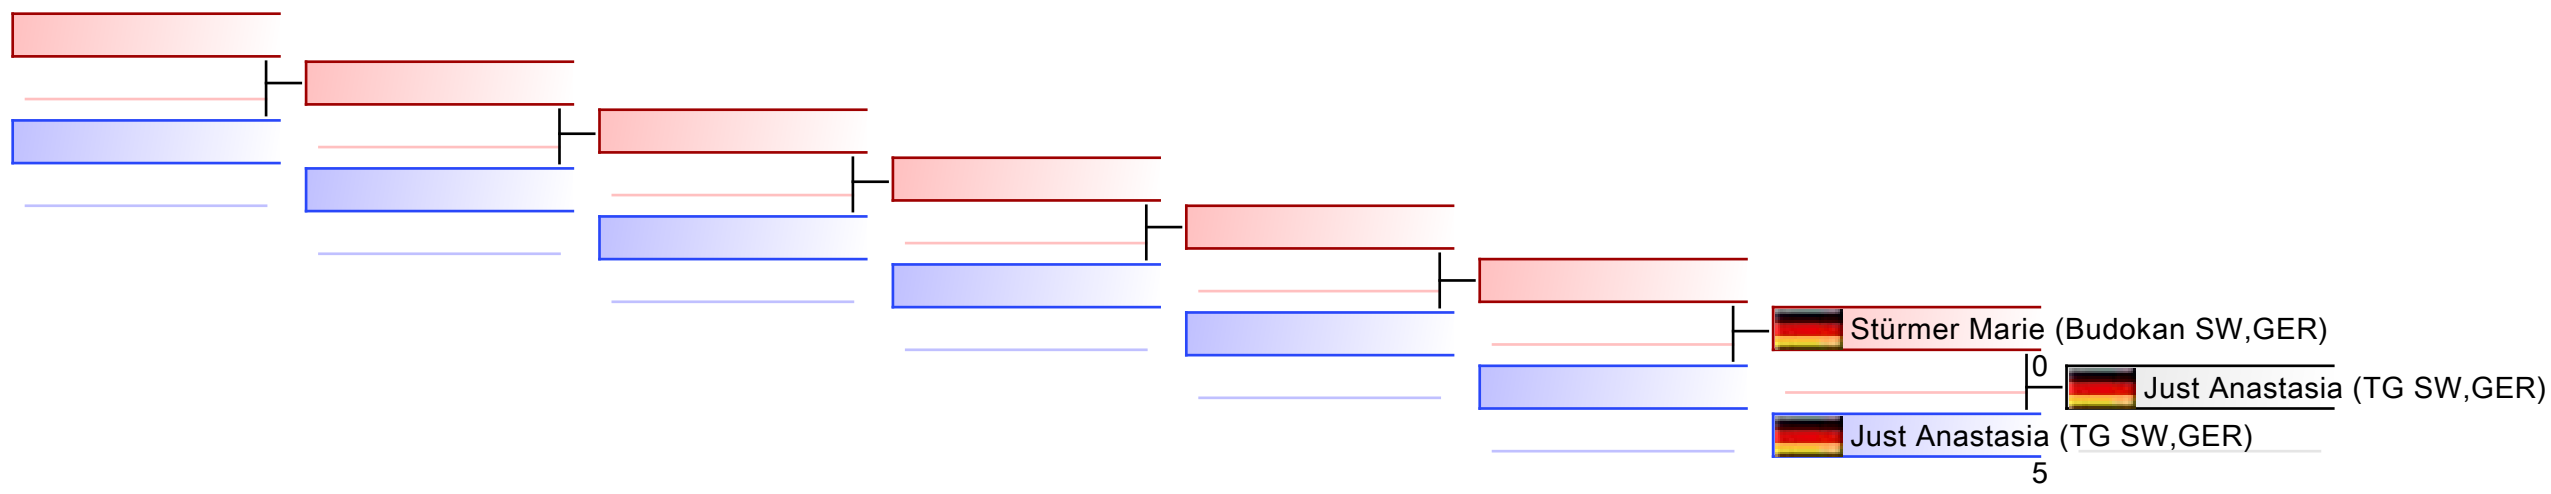 Stürmer Marie (Budokan SW,GER)
0
Just Anastasia (TG SW,GER)
Just Anastasia (TG SW,GER)
5